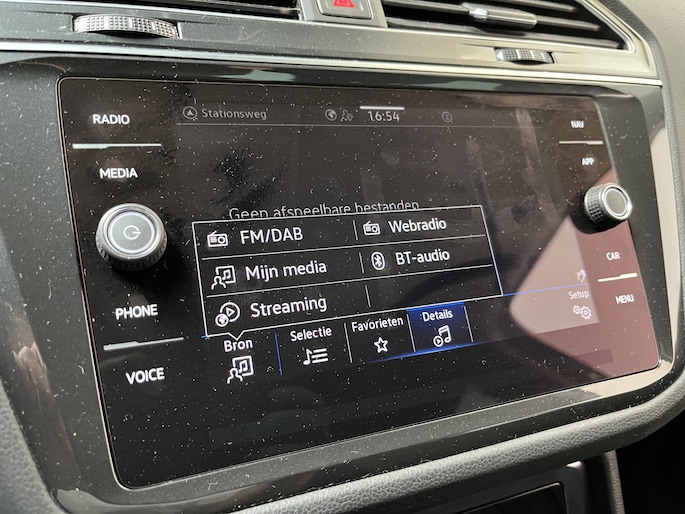 RADIO
MEDIA
PHONE
VOICE
Stationsweg
16:54
Geen afspeelbare bestanden
FM/DAB
Webradio
Mijn media
BT-audio
Streaming
Bron
Selectie
Favorieten
Details
Setup
NAV
APP
CAR
MENU